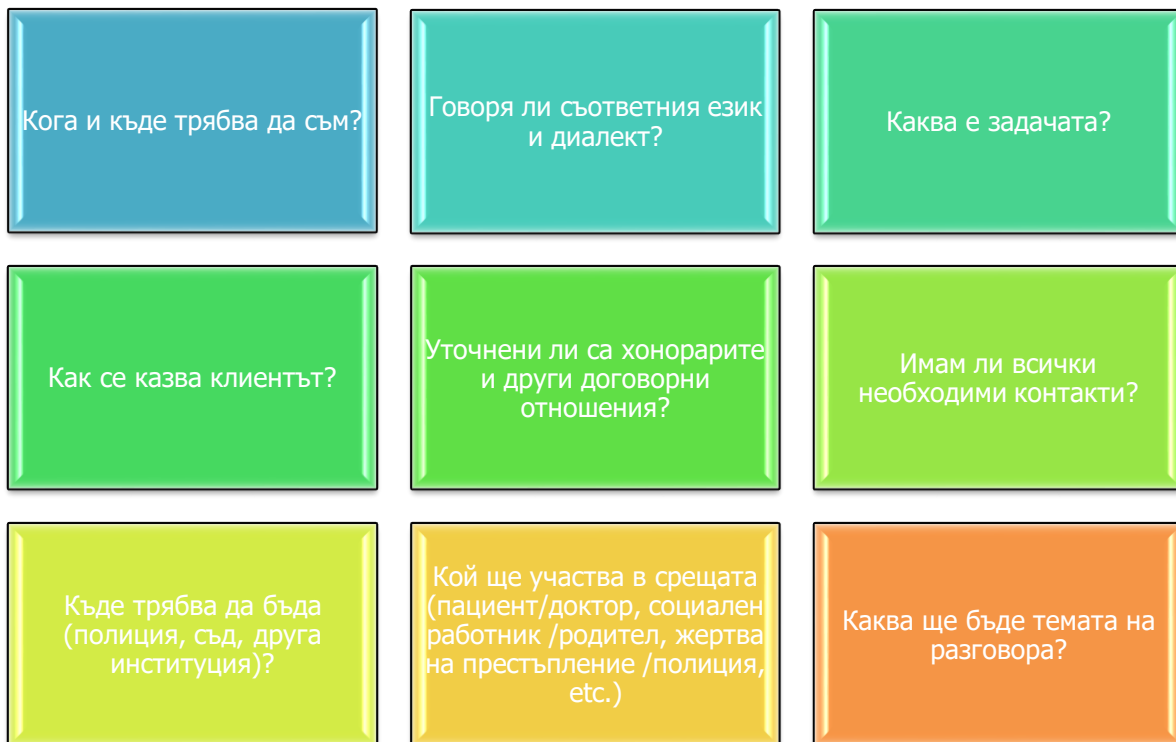 Кога и къде трябва да съм?
Говоря ли съответния език
и диалект?
Каква е задачата?
Как се казва клиентът?
Уточнени ли са хонорарите
и други договорни
отношения?
Имам ли всички
необходими контакти?
Къде трябва да бъда
(полиция, съд, друга
институция)?
Кой ще участва в срещата
(пациент/доктор, социален
работник /родител, жертва
на престъпление /полиция,
etc.)
Каква ще бъде темата на
разговора?